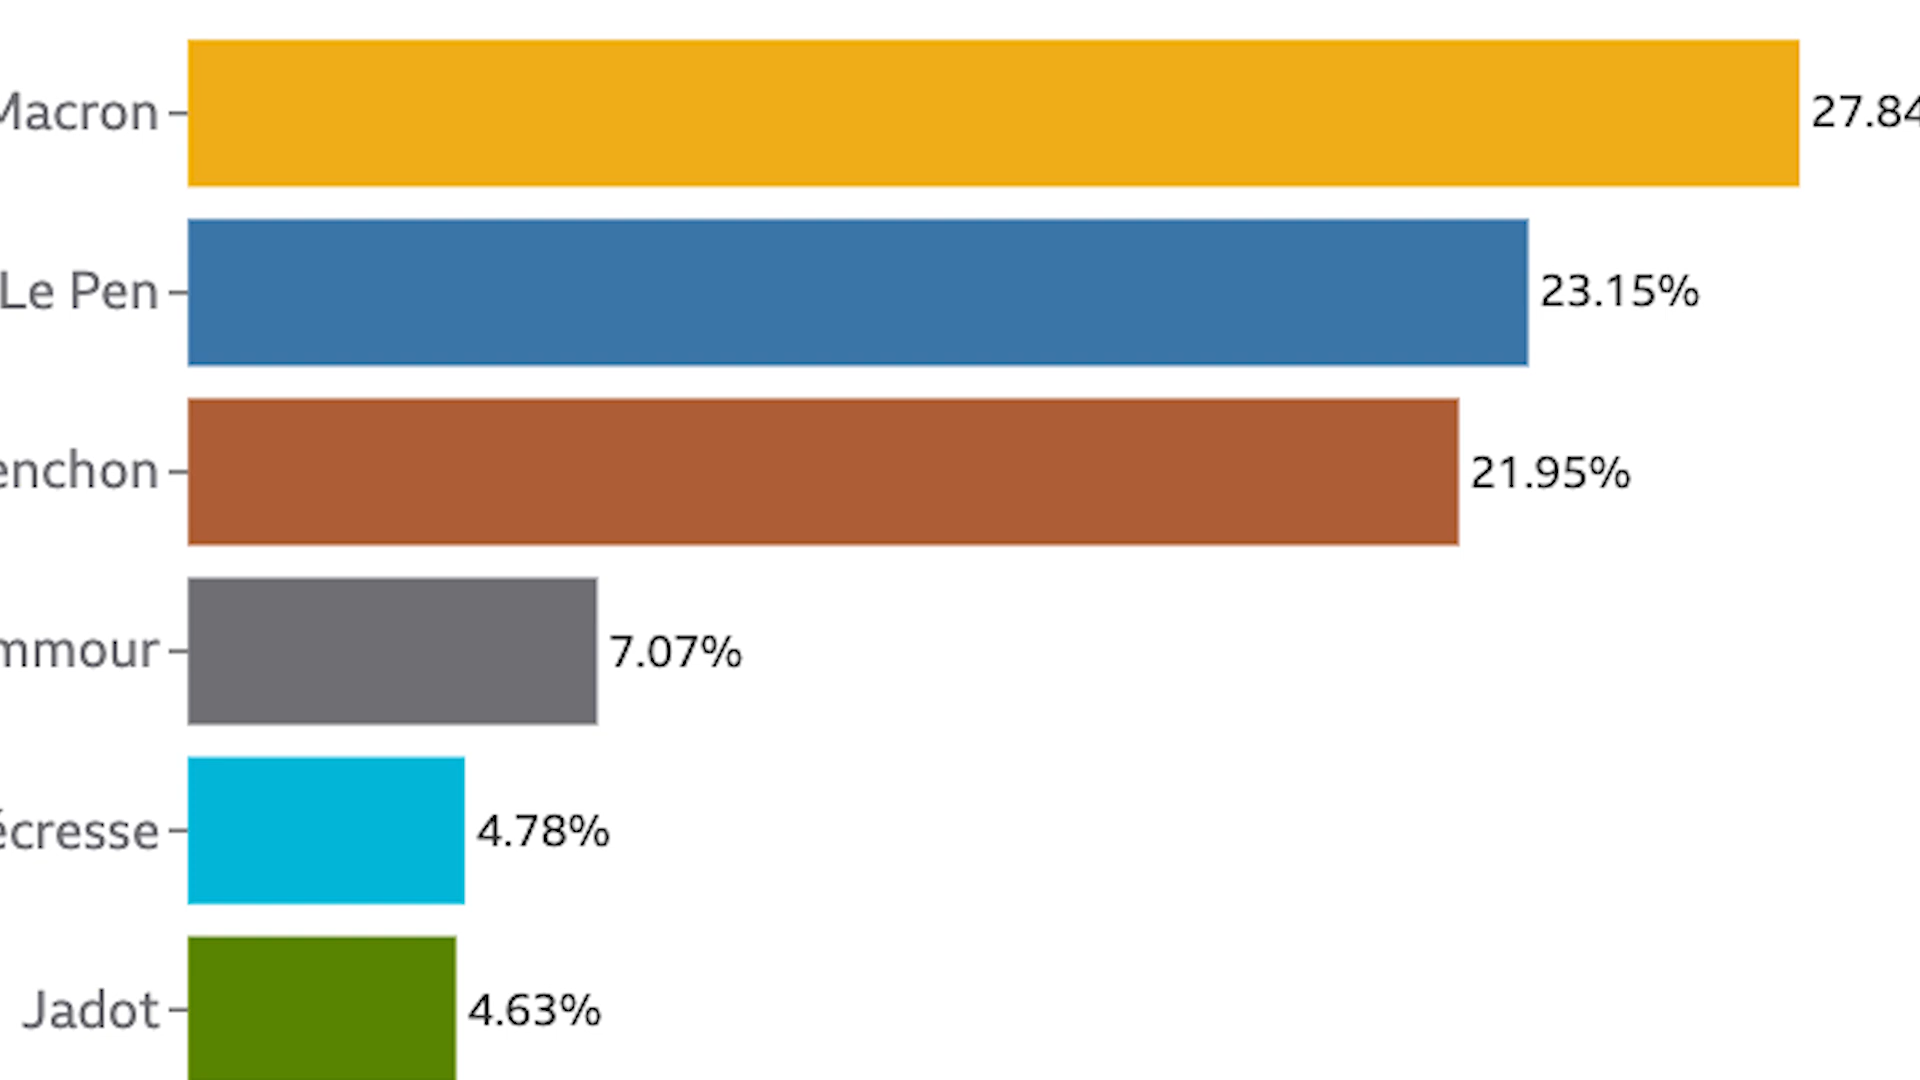 Macron 27.84
Le Pen 23.15%
enchon 21.95%
mmour 7.07%
écresse 4.78%
Jadot 4.63%